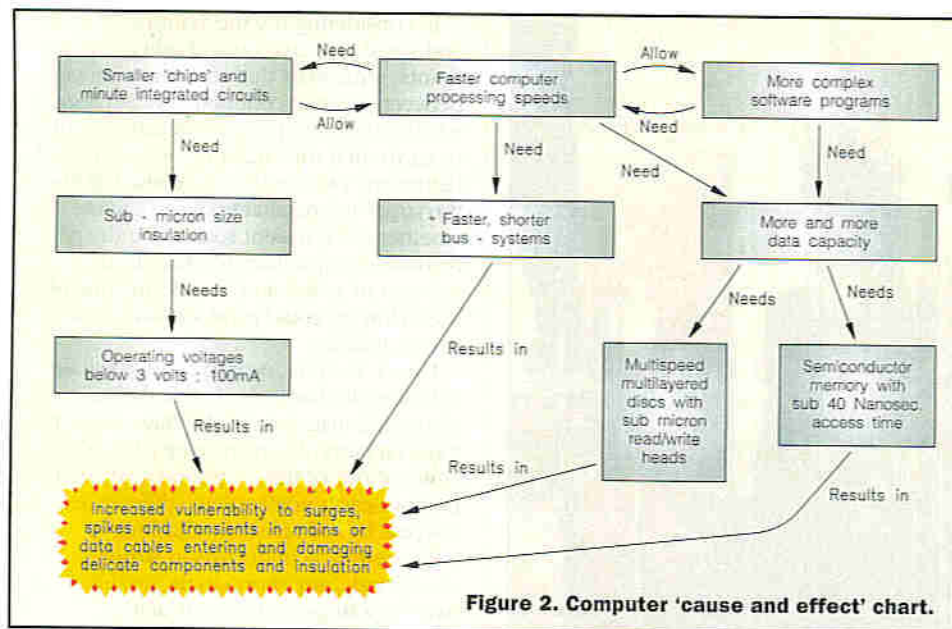 Need
Allow
Smaller 'chips' and
minute integrated circuits
Faster computer
processing speeds
More complex
software programs
Allow
Need
Need
Need
Need
Need
Sub - micron size
insulation
Faster, shorter
bus - systems
More and more
data capacity
Needs
Needs
Needs
Operating voltages
below 3 volts : 100mA
Results in
Multispeed
multilayered
discs with
sub micron
read/write
heads
Semiconductor
memory with
sub 40 Nanosec.
access time
Results in
Results in
Results in
Increased vulnerability to surges,
spikes and transients in mains or
data cables entering and damaging
delicate components and insulation
Figure 2. Computer 'cause and effect' chart.